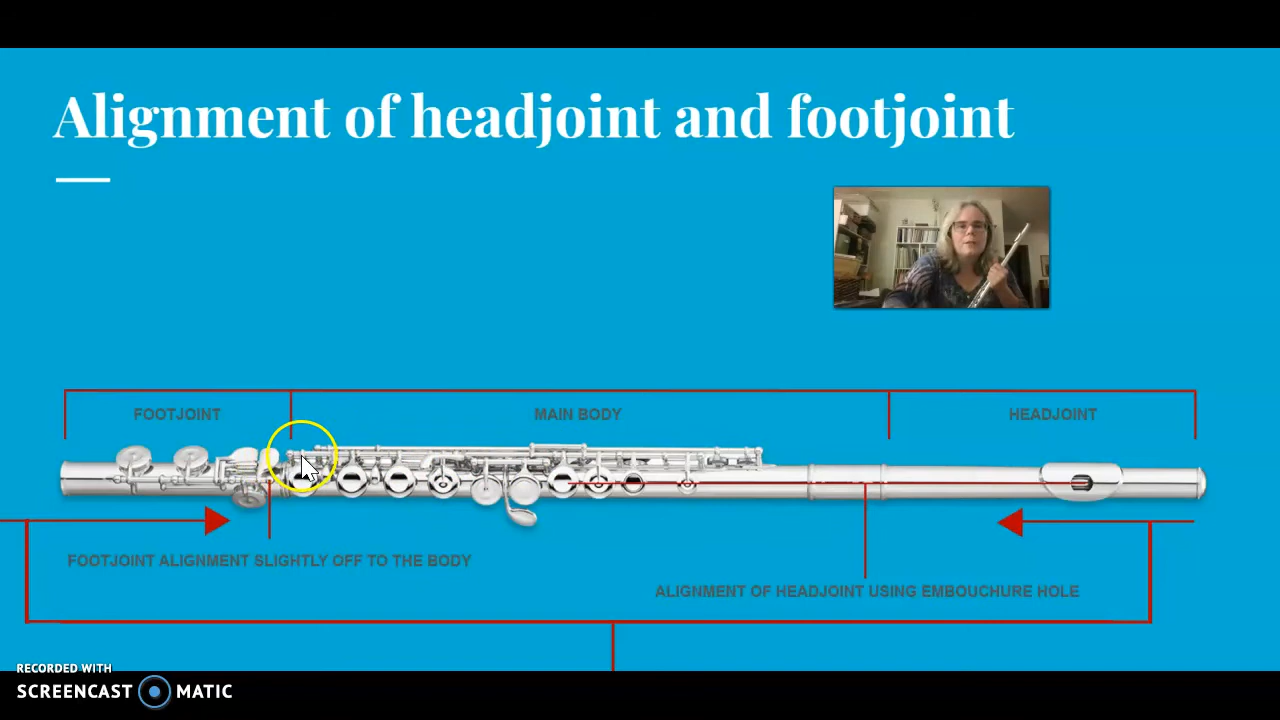 Alignment of headjoint and footjoint
FOOTJOINT
MAIN BODY
HEADJOINT
FOOTJOINT ALIGNMENT SLIGHTLY OFF TO THE BODY
ALIGNMENT OF HEADJOINT USING EMBOUCHURE HOLE
RECORDED WITH
SCREENCAST MATIC